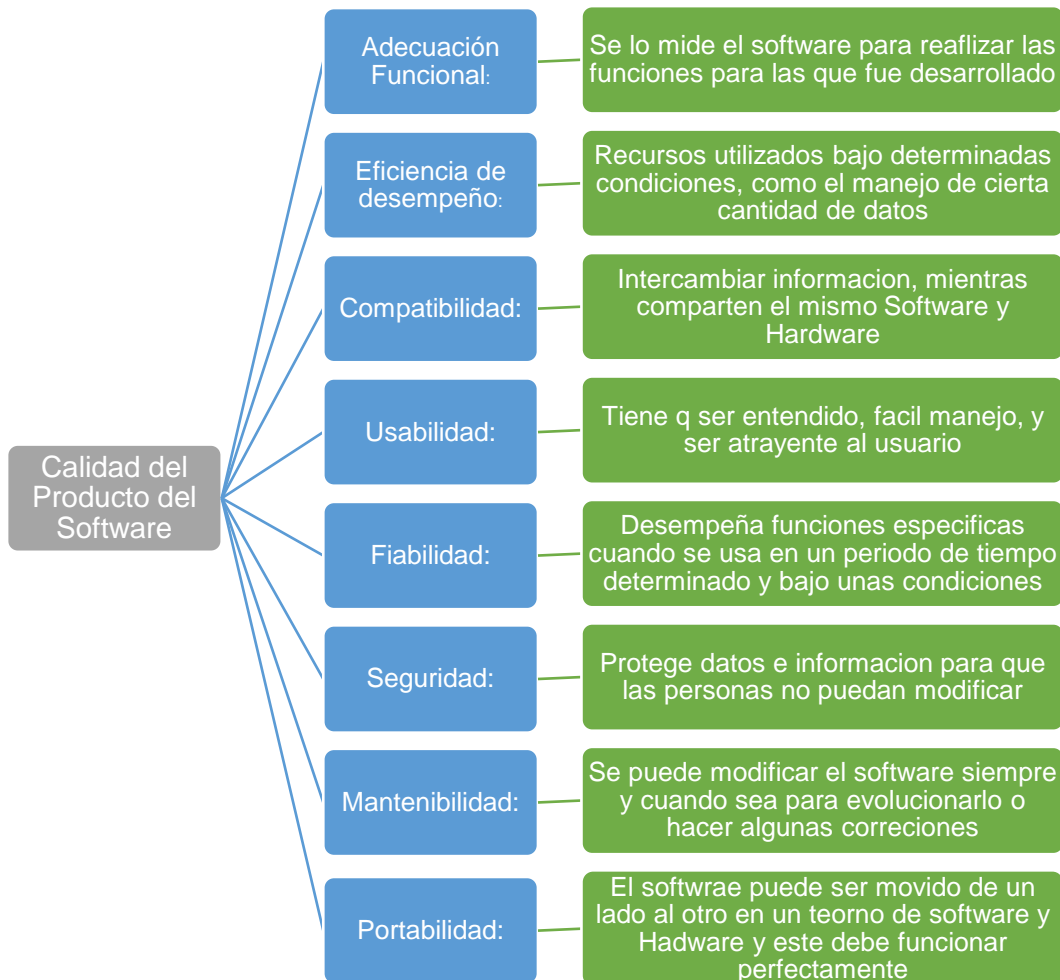 Calidad del
Producto del
Software
Adecuación
Funcional:
Se lo mide el software para reaflizar las
funciones para las que fue desarrollado
Eficiencia de
desempeño:
Recursos utilizados bajo determinadas
condiciones, como el manejo de cierta
cantidad de datos
Compatibilidad:
Intercambiar informacion, mientras
comparten el mismo Software y
Hardware
Usabilidad:
Tiene q ser entendido, facil manejo, y
ser atrayente al usuario
Fiabilidad:
Desempeña funciones especificas
cuando se usa en un periodo de tiempo
determinado y bajo unas condiciones
Seguridad:
Protege datos e informacion para que
las personas no puedan modificar
Mantenibilidad:
Se puede modificar el software siempre
y cuando sea para evolucionarlo o
hacer algunas correciones
Portabilidad:
El softwrae puede ser movido de un
lado al otro en un teorno de software y
Hadware y este debe funcionar
perfectamente